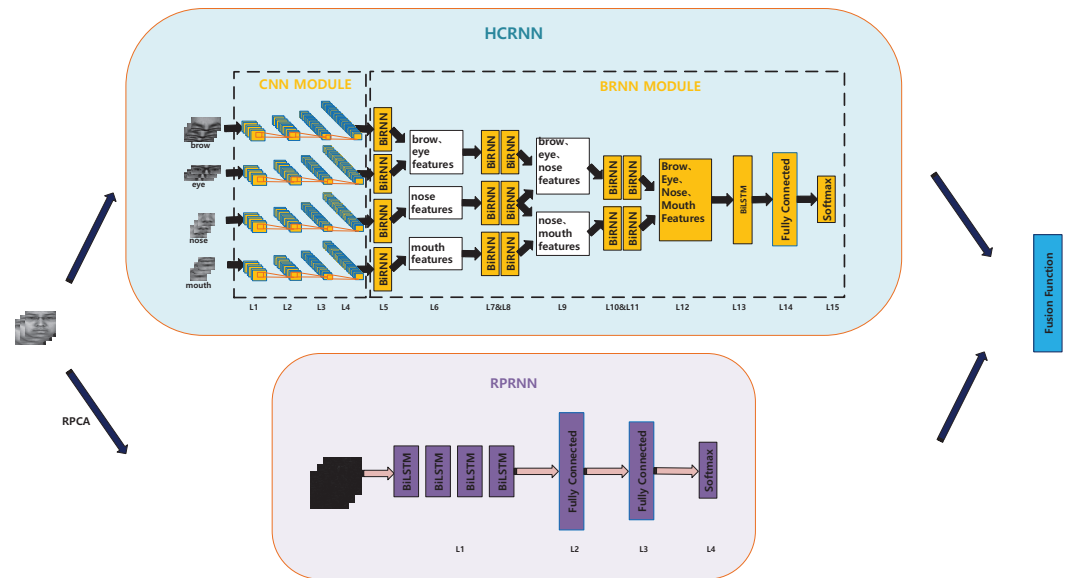 HCRNN
CNN MODULE
BRNN MODULE
brow
eye
nose
mouth
BiRNN
BiRNN
BiRNN
BiRNN
brow、
eye
features
nose
features
mouth
features
BiRNN
BiRNN
BiRNN
BiRNN
BiRNN
BiRNN
brow、
eye、
nose
features
nose、
mouth
features
BiRNN
BiRNN
BiRNN
BiRNN
Brow、
Eye、
Nose、
Mouth
Features
BiLSTM
Fully Connected
Softmax
L1
L2
L3
L4
L5
L6
L7&L8
L9
L10&L11
L12
L13
L14
L15
RPCA
Fusion Function
RPRNN
BiLSTM
BiLSTM
BiLSTM
BiLSTM
Fully Connected
Fully Connected
Softmax
L1
L2
L3
L4